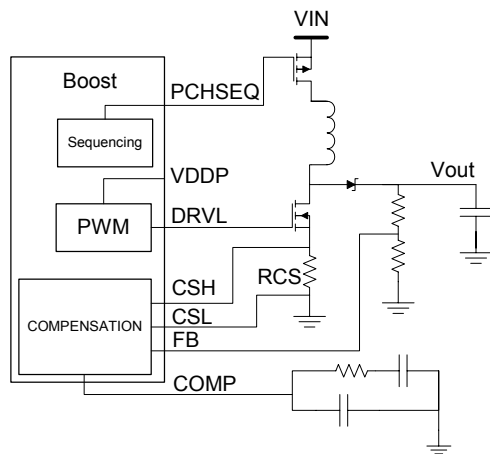 VIN
Boost
PCHSEQ
Sequencing
VDDP
Vout
PWM
DRVL
CSH
RCS
COMPENSATION
CSL
FB
COMP